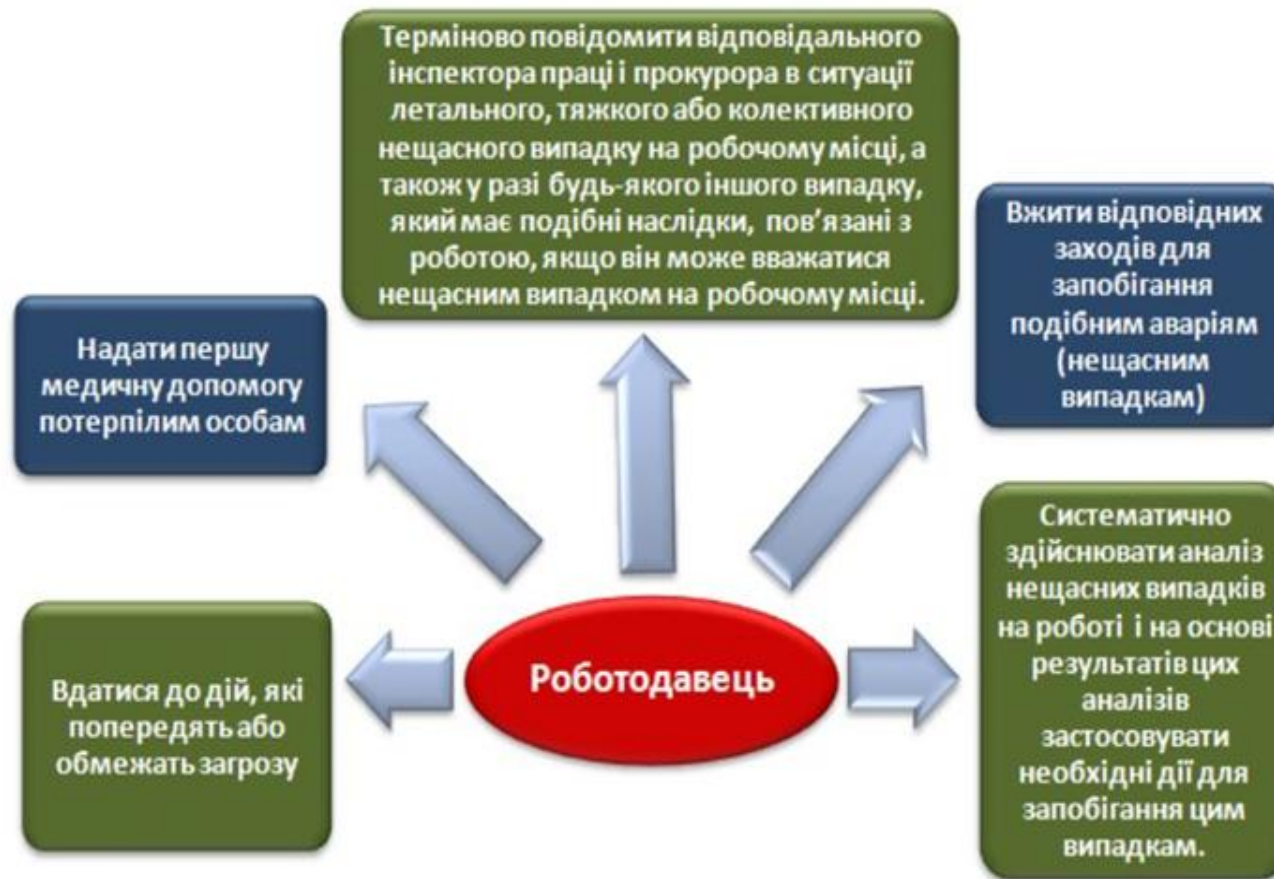 Терміново повідомити відповідального
інспектора праці і прокурора в ситуації
летального, тяжкого або колективного
нещасного випадку на робочому місці, а
також у разі будь-якого іншого випадку,
який має подібні наслідки, пов’язані з
роботою, якщо він може вважатися
нещасним випадком на робочому місці.
Надати першу
медичну допомогу
потерпілим особам
Вжити відповідних
заходів для
запобігання
подібним аваріям
(нещасним
випадкам)
Вдатися до дій, які
попередять або
обмежать загрозу
Роботодавець
Систематично
здійснювати аналіз
нещасних випадків
на роботі і на основі
результатів цих
аналізів
застосовувати
необхідні дії для
запобігання цим
випадкам.